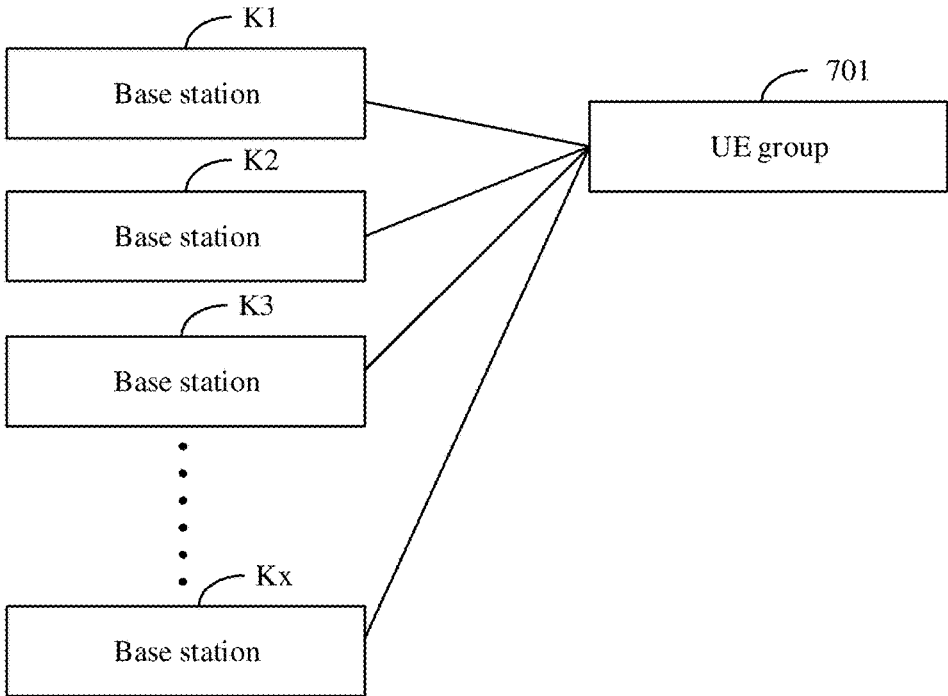 K1
Base station
701
UE group
K2
Base station
K3
Base station
Kx
Base station